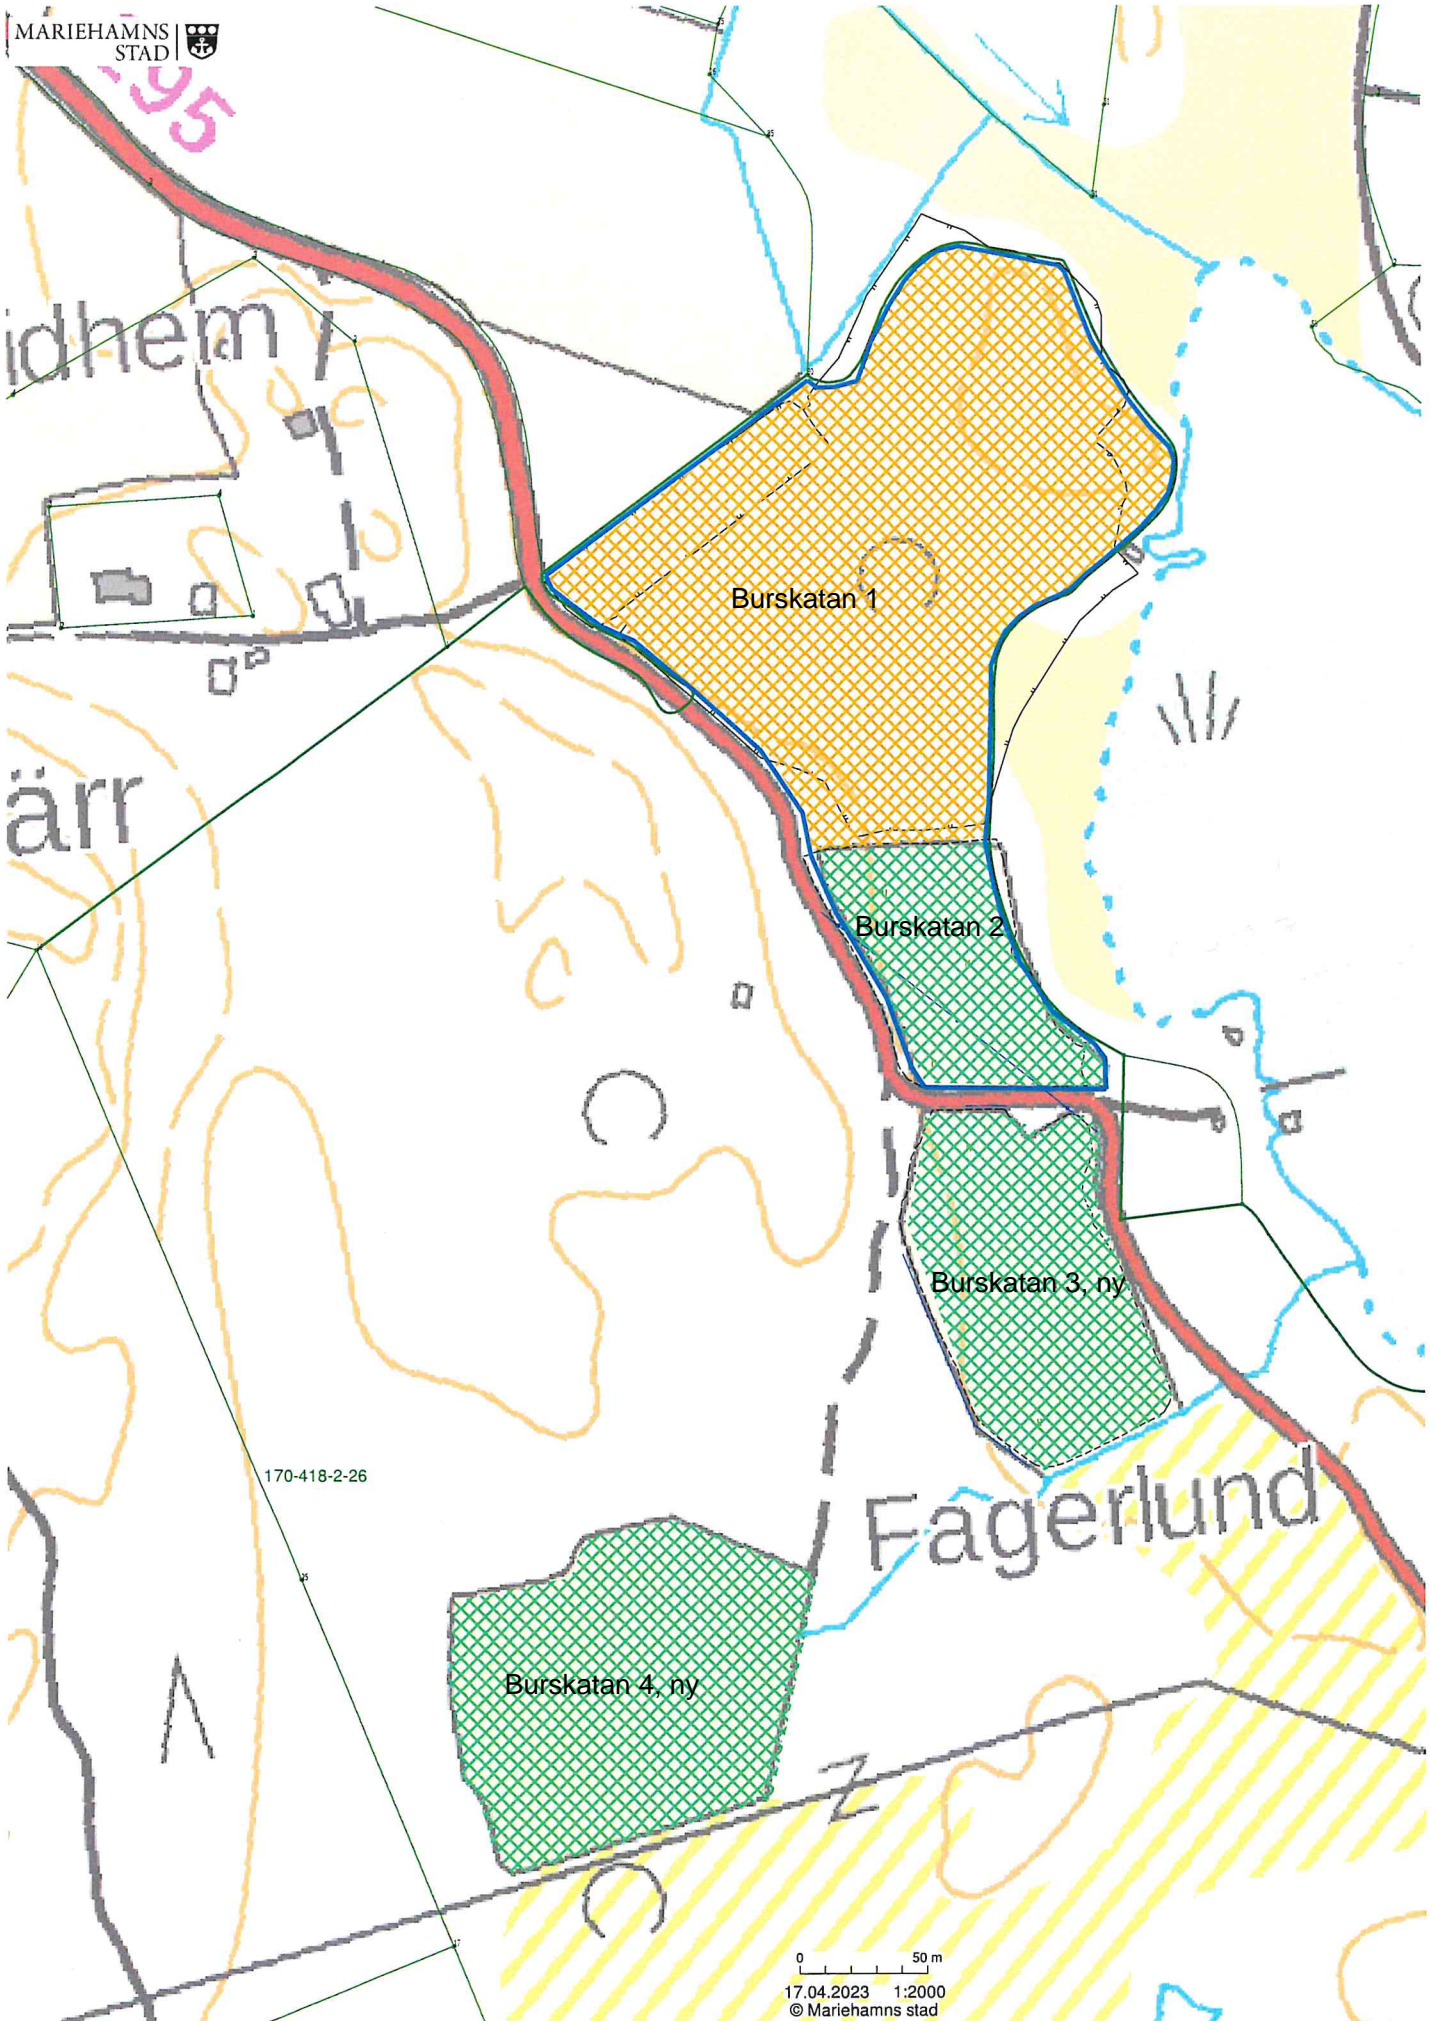 MARIEHAMNS
STAD
95
idhem
Burskatan 1
ärr
Burskatan 2
Burskatan 3, ny
170-418-2-26
Fagerlund
Burskatan 4, ny
0 50 m
17.04.2023 1:2000
© Mariehamns stad